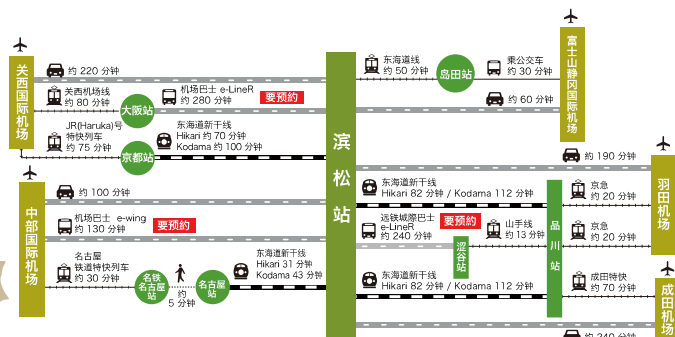 关西国际机场
约 220 分钟
关西机场线
约 80 分钟
大阪站
机场巴士 e-LineR
约 280 分钟
要预約
JR(Haruka)号
特快列车
约 75 分钟
京都站
东海道新干线
Hikari 约 70 分钟
Kodama 约 100 分钟
中部国际机场
约 100 分钟
机场巴士 e-wing
约 130 分钟
要预約
名古屋
铁道特快列车
约 30 分钟
名铁
名古屋
站
约
5 分钟
名古屋
站
东海道新干线
Hikari 31 分钟
Kodama 43 分钟
滨松站
东海道线
约 50 分钟
岛田站
乘公交车
约 30 分钟
约 60 分钟
富士山静冈国际机场
约 190 分钟
东海道新干线
Hikari 82 分钟 / Kodama 112 分钟
京急
约 20 分钟
羽田机场
远铁城際巴士
e-LineR
约 240 分钟
要预約
涩谷站
山手线
约 13 分钟
品川站
京急
约 20 分钟
东海道新干线
Hikari 82 分钟 / Kodama 112 分钟
成田特快
约 70 分钟
成田机场
约 240 分钟